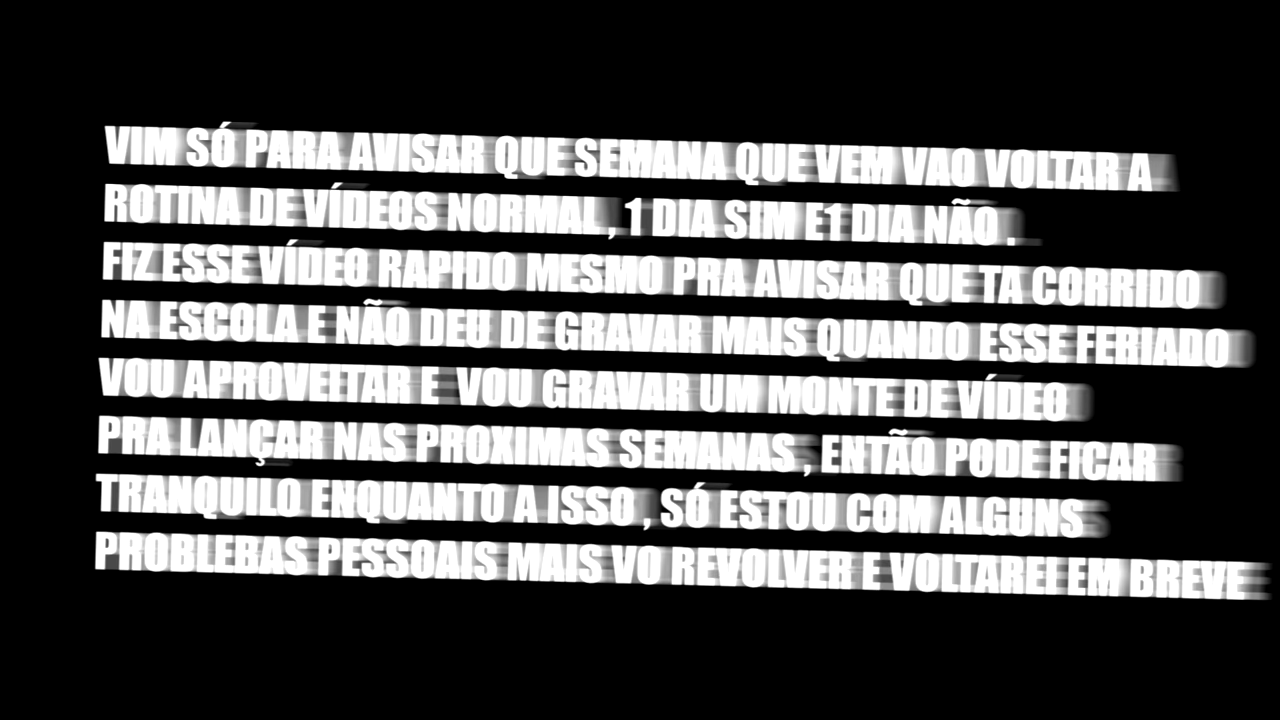 VIM SÓ PARA AVISAR QUE SEMANA QUE VEM VAO VOLTAR A
ROTINA DE VÍDEOS NORMAL , 1 DIA SIM E1 DIA NÃO .
FIZ ESSE VÍDEO RAPIDO MESMO PRA AVISAR QUE TA CORRIDO
NA ESCOLA E NÃO DEU DE GRAVAR MAIS QUANDO ESSE FERIADO
VOU APROVEITAR E  VOU GRAVAR UM MONTE DE VÍDEO
PRA LANÇAR NAS PROXIMAS SEMANAS , ENTÃO PODE FICAR
TRANQUILO ENQUANTO A ISSO , SÓ ESTOU COM ALGUNS
PROBLEBAS PESSOAIS MAIS VO REVOLVER E VOLTAREI EM BREVE